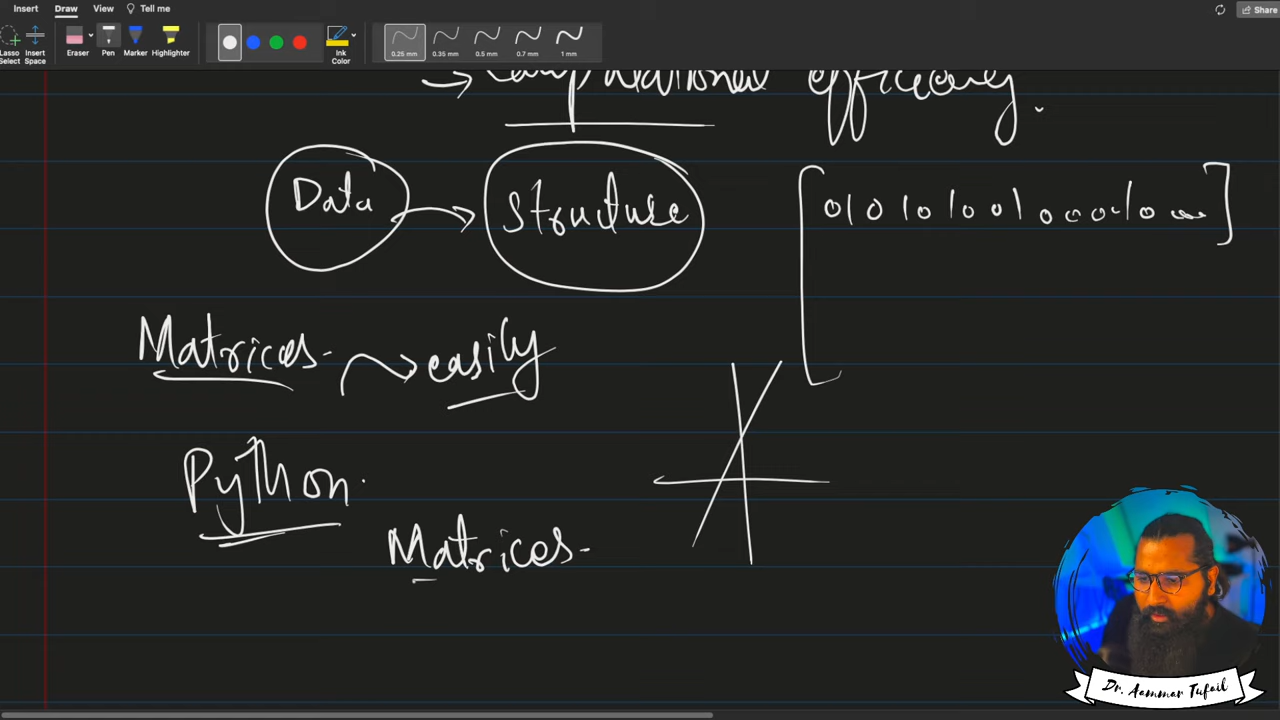 Insert Draw View Tell me
Share
Lasso Select
Insert Space
Eraser
Pen
Marker
Highlighter
Ink Color
0.25 mm 0.35 mm 0.5 mm 0.7 mm 1 mm
→ Computational efficiency.
Data → Structure
Matrices. → easily
Python.
Matrices.
Dr. Aammar Tufail